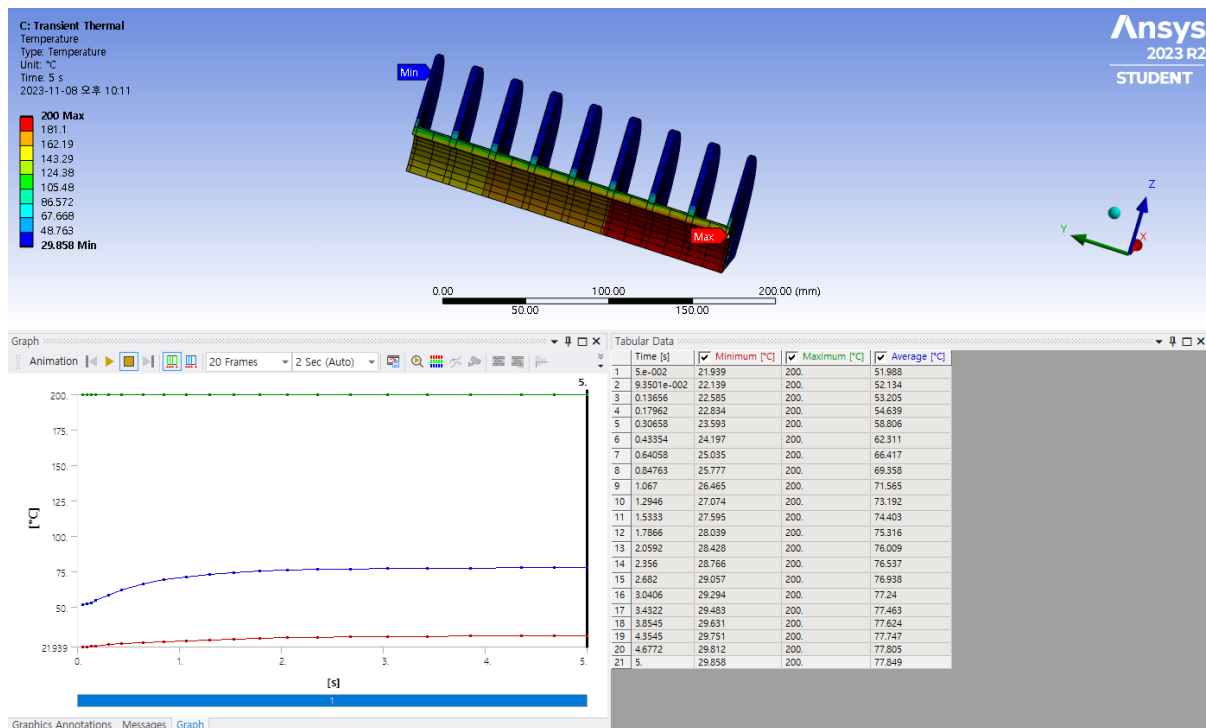 C: Transient Thermal
Temperature
Type: Temperature
Unit: °C
Time: 5 s
2023-11-08 오후 10:11
200 Max
181.1
162.19
143.29
124.38
105.48
86.572
67.668
48.763
29.858 Min
Min
Max
Ansys
2023 R2
STUDENT
Z
Y
X
0.00 100.00 200.00 (mm)
50.00 150.00
Graph
Animation 20 Frames 2 Sec (Auto)
5.
200.
175.
150.
125.
100.
75.
50.
21.939
[°C]
0. 1. 2. 3. 4. 5.
[s]
1
Graphics Annotations Messages Graph
Tabular Data
Time [s] Minimum [°C] Maximum [°C] Average [°C]
1 5.e-002 21.939 200. 51.988
2 9.3501e-002 22.139 200. 52.134
3 0.13656 22.585 200. 53.205
4 0.17962 22.834 200. 54.639
5 0.30658 23.593 200. 58.806
6 0.43354 24.197 200. 62.311
7 0.64058 25.035 200. 66.417
8 0.84763 25.777 200. 69.358
9 1.067 26.465 200. 71.565
10 1.2946 27.074 200. 73.192
11 1.5333 27.595 200. 74.403
12 1.7866 28.039 200. 75.316
13 2.0592 28.428 200. 76.009
14 2.356 28.766 200. 76.537
15 2.682 29.057 200. 76.938
16 3.0406 29.294 200. 77.24
17 3.4322 29.483 200. 77.463
18 3.8545 29.631 200. 77.624
19 4.3545 29.751 200. 77.747
20 4.6772 29.812 200. 77.805
21 5. 29.858 200. 77.849